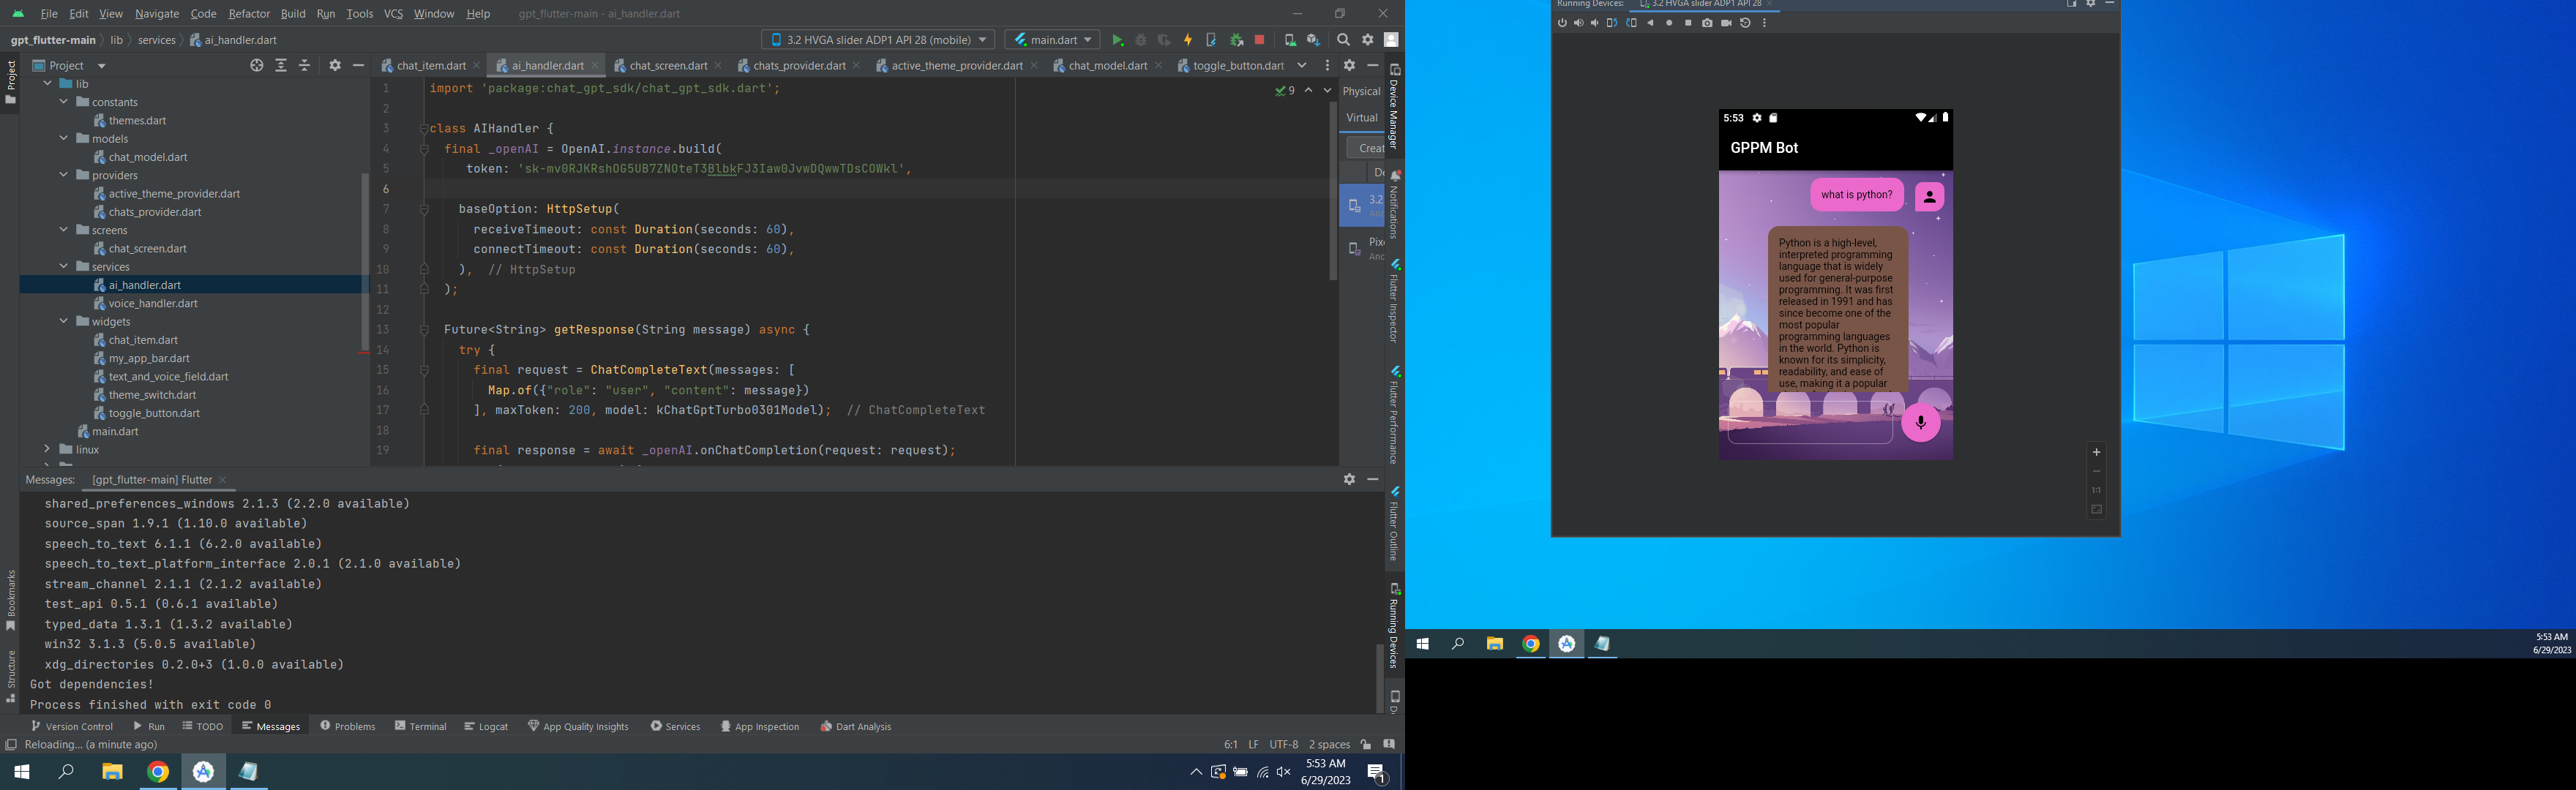 File Edit View Navigate Code Refactor Build Run Tools VCS Window Help gpt_flutter-main - ai_handler.dart
gpt_flutter-main lib services ai_handler.dart
3.2 HVGA slider ADP1 API 28 (mobile) main.dart
Project
chat_item.dart ai_handler.dart chat_screen.dart chats_provider.dart active_theme_provider.dart chat_model.dart toggle_button.dart
Project
lib
constants
themes.dart
models
chat_model.dart
providers
active_theme_provider.dart
chats_provider.dart
screens
chat_screen.dart
services
ai_handler.dart
voice_handler.dart
widgets
chat_item.dart
my_app_bar.dart
text_and_voice_field.dart
theme_switch.dart
toggle_button.dart
main.dart
linux
9
1 import 'package:chat_gpt_sdk/chat_gpt_sdk.dart';
2
3 class AIHandler {
4 final _openAI = OpenAI.instance.build(
5 token:
6
7 baseOption: HttpSetup(
8 receiveTimeout: const Duration(seconds: 60),
9 connectTimeout: const Duration(seconds: 60),
10 ), // HttpSetup
11 );
12
13 Future<String> getResponse(String message) async {
14 try {
15 final request = ChatCompleteText(messages: [
16 Map.of({"role": "user", "content": message})
17 ], maxToken: 200, model: kChatGptTurbo0301Model); // ChatCompleteText
18
19 final response = await _openAI.onChatCompletion(request: request);
Physical
Virtual
Creat
De
3.2
And
Pixe
And
Device Manager
Notifications
Flutter Inspector
Flutter Performance
Flutter Outline
Running Devices
Messages: [gpt_flutter-main] Flutter
shared_preferences_windows 2.1.3 (2.2.0 available)
source_span 1.9.1 (1.10.0 available)
speech_to_text 6.1.1 (6.2.0 available)
speech_to_text_platform_interface 2.0.1 (2.1.0 available)
stream_channel 2.1.1 (2.1.2 available)
test_api 0.5.1 (0.6.1 available)
typed_data 1.3.1 (1.3.2 available)
win32 3.1.3 (5.0.5 available)
xdg_directories 0.2.0+3 (1.0.0 available)
Got dependencies!
Process finished with exit code 0
Bookmarks
Structure
Version Control Run TODO Messages Problems Terminal Logcat App Quality Insights Services App Inspection Dart Analysis
Reloading... (a minute ago)
6:1 LF UTF-8 2 spaces
5:53 AM
6/29/2023
1
Running Devices: 3.2 HVGA slider ADP1 API 28
5:53
GPPM Bot
what is python?
Python is a high-level,
interpreted programming
language that is widely
used for general-purpose
programming. It was first
released in 1991 and has
since become one of the
most popular
programming languages
in the world. Python is
known for its simplicity,
readability, and ease of
use, making it a popular
1:1
5:53 AM
6/29/2023